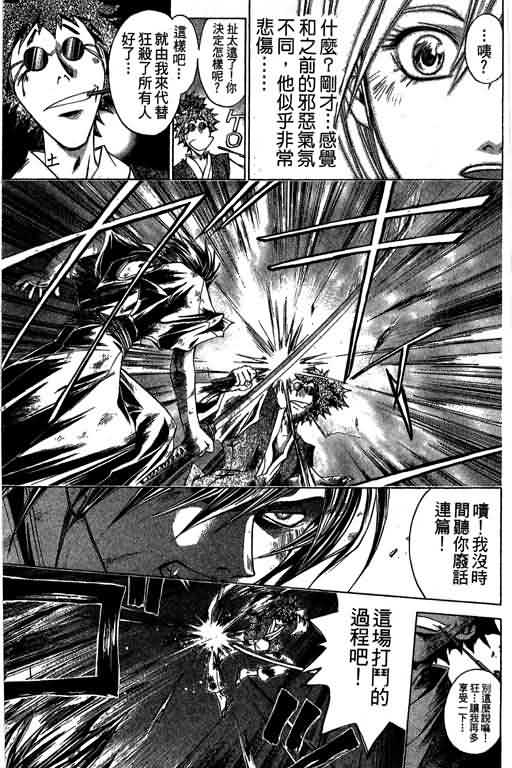 …咦?
什麼?剛才…感覺
和之前的邪惡氣氛
不同,他似乎非常
悲傷……
扯太遠了!你
決定怎樣呢?
這樣吧…
就由我來代替
狂殺了所有人
好了…
嘖!我沒時
間聽你廢話
連篇!
別這麼說嘛!
狂…讓我再多
享受一下…
這場打鬥的
過程吧!